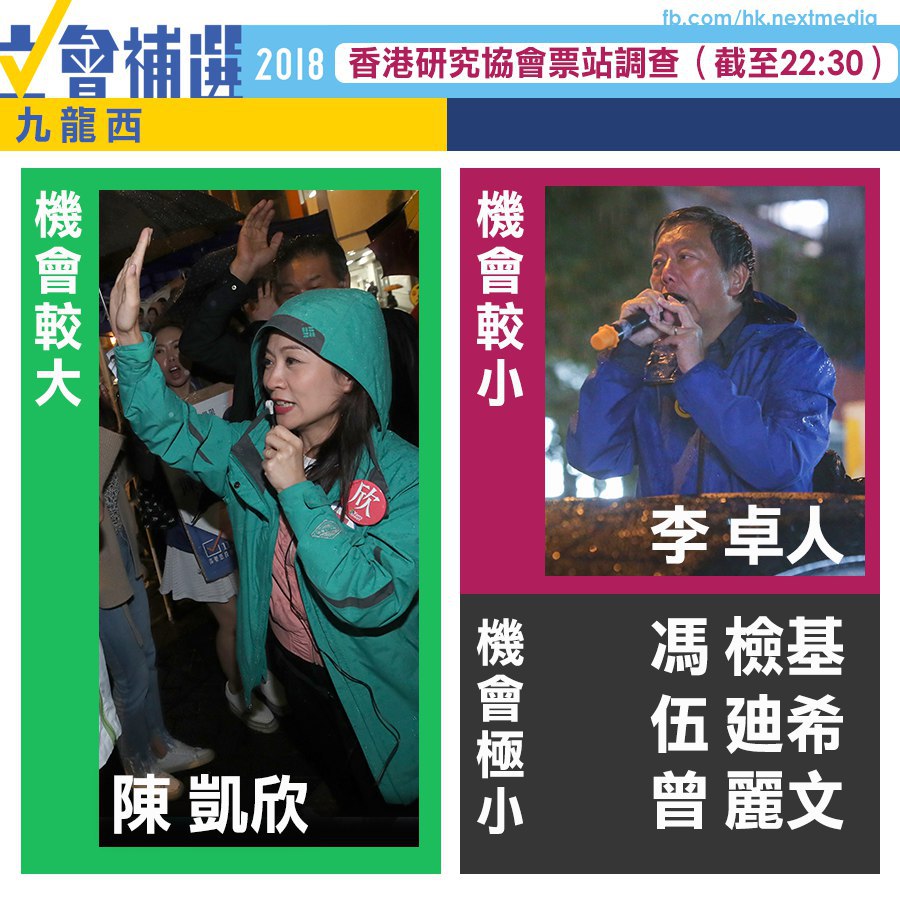 fb.com/hk.nextmedia
立會補選 2018 香港研究協會票站調查（截至22:30）
九龍西
機會較大
欣
陳凱欣
機會較小
李卓人
機會極小
馮檢基
伍廸希
曾麗文